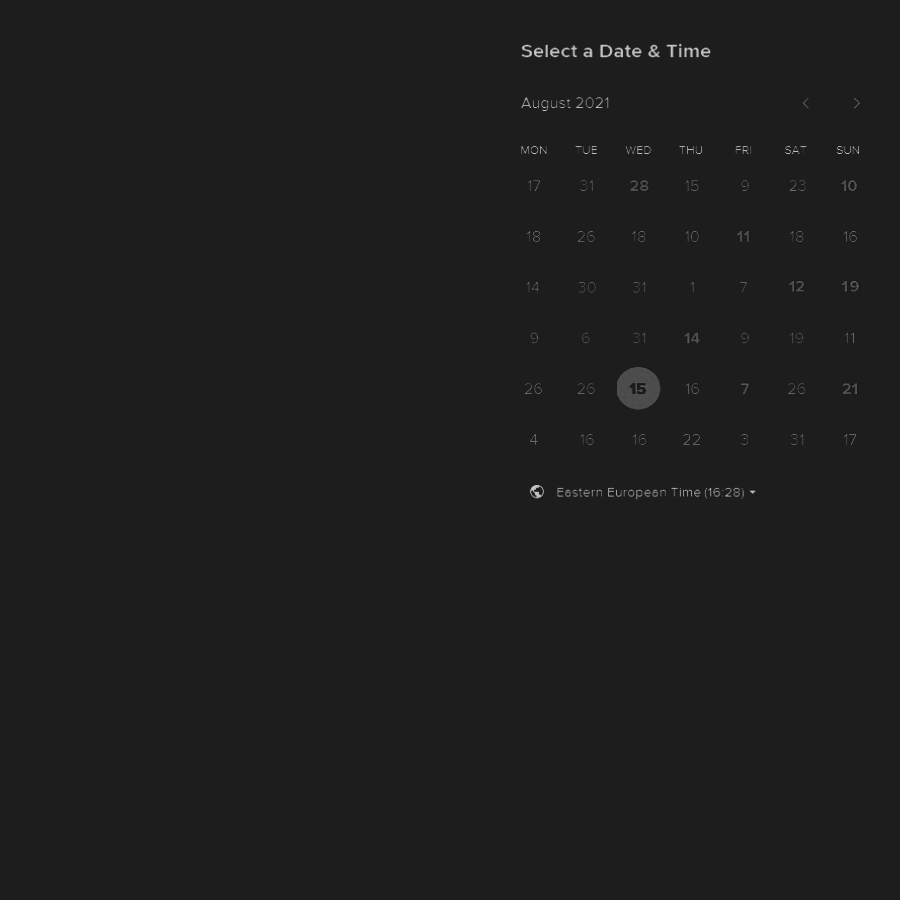 Select a Date & Time
August 2021
MON TUE WED THU FRI SAT SUN
17 31 28 15 9 23 10
18 26 18 10 11 18 16
14 30 31 1 7 12 19
9 6 31 14 9 19 11
26 26 15 16 7 26 21
4 16 16 22 3 31 17
Eastern European Time (16:28)